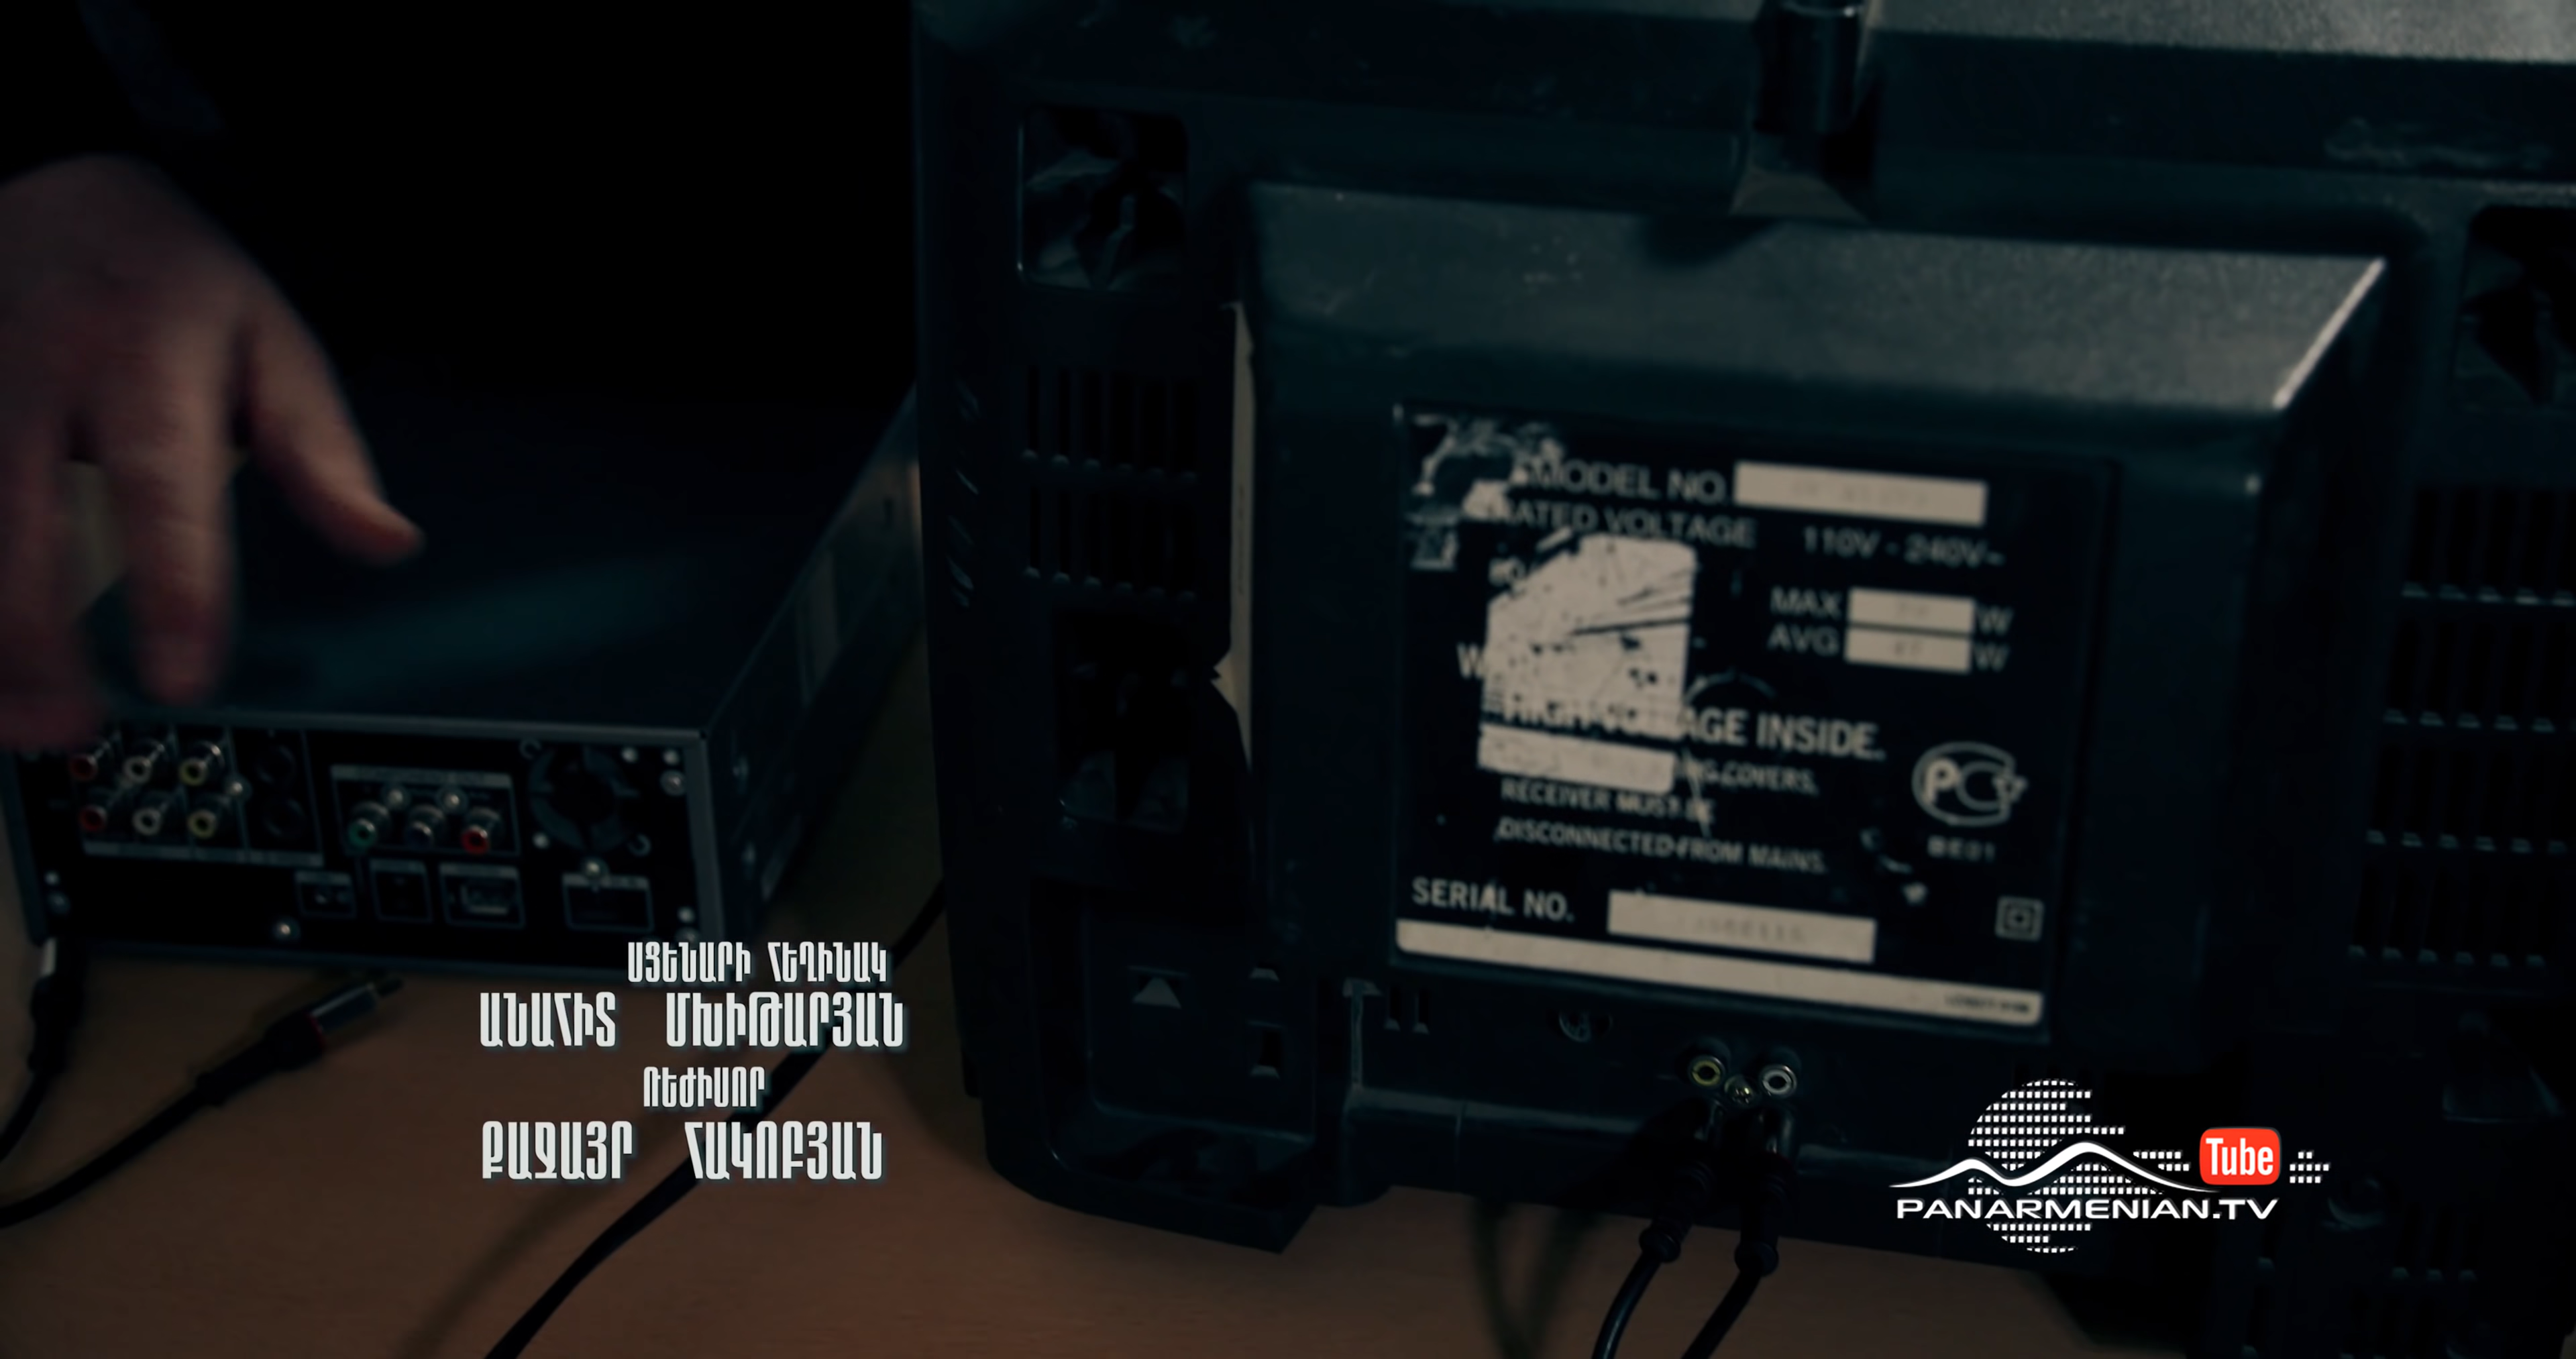 MODEL NO.
RATED VOLTAGE 110V - 240V~
MAX W
AVG W
HIGH VOLTAGE INSIDE.
COVERS.
RECEIVER MUST BE
DISCONNECTED FROM MAINS.
BE01
SERIAL NO.
ՍՑԵՆԱՐԻ ՀԵՂԻՆԱԿ
ԱՆԱՀԻՏ ՄԽԻԹԱՐՅԱՆ
ՌԵԺԻՍՈՐ
ՔԱՋԱՅՐ ՀԱԿՈԲՅԱՆ
Tube
PANARMENIAN.TV